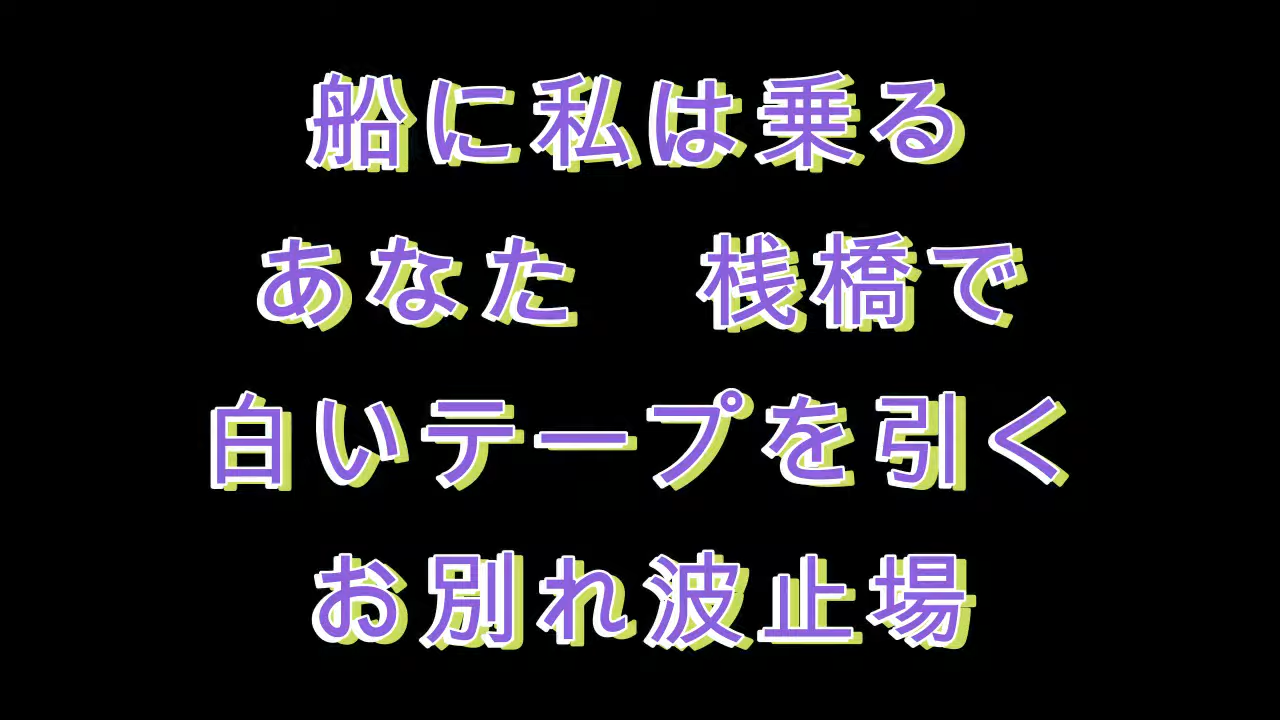 船に私は乗る
あなた　桟橋で
白いテープを引く
お別れ波止場